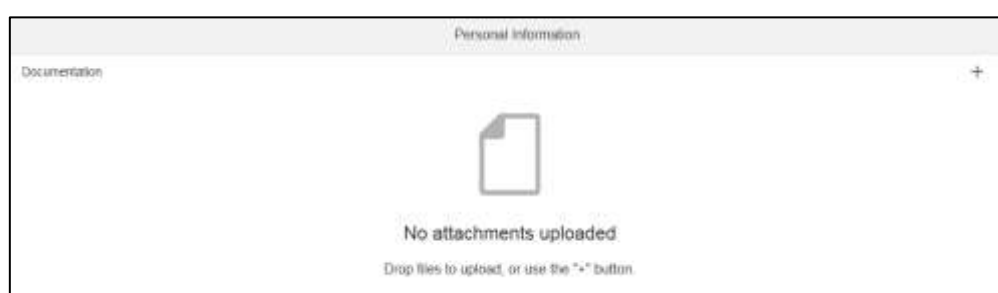 Personal Information
Documentation +
No attachments uploaded
Drop files to upload, or use the "+" button.